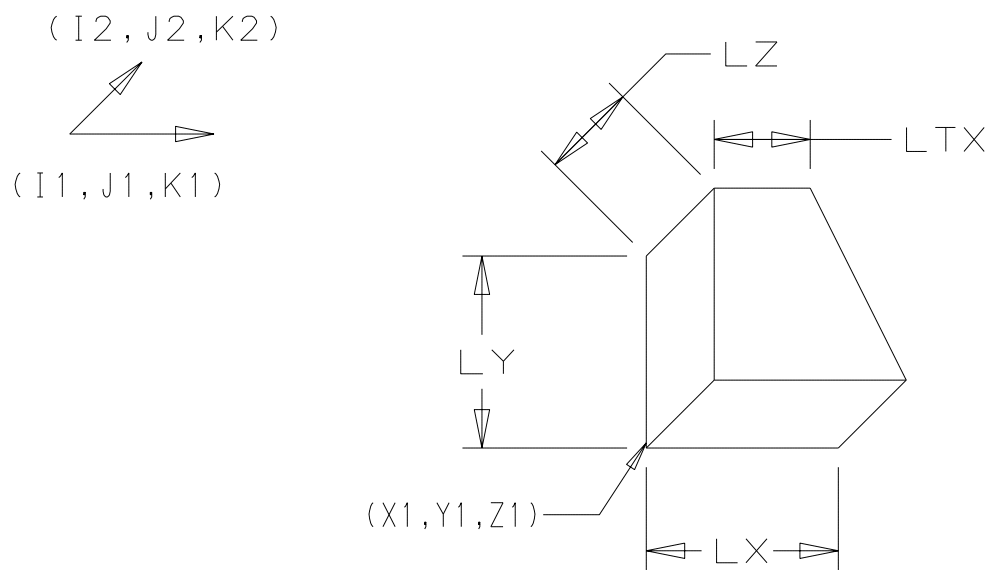 (I2,J2,K2)
LZ
LTX
(I1,J1,K1)
LY
(X1,Y1,Z1)
LX